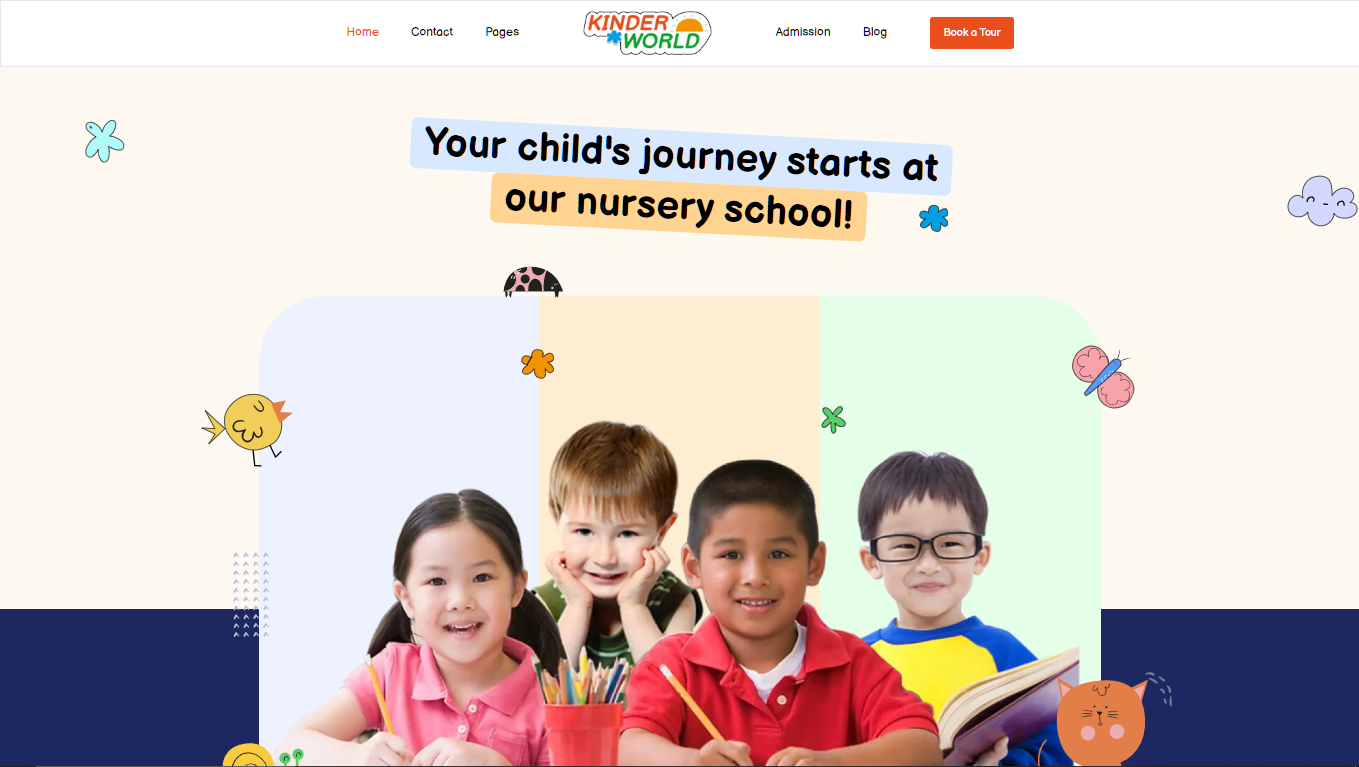 Home
Contact
Pages
KINDER
WORLD
Admission
Blog
Book a Tour
Your child's journey starts at
our nursery school!